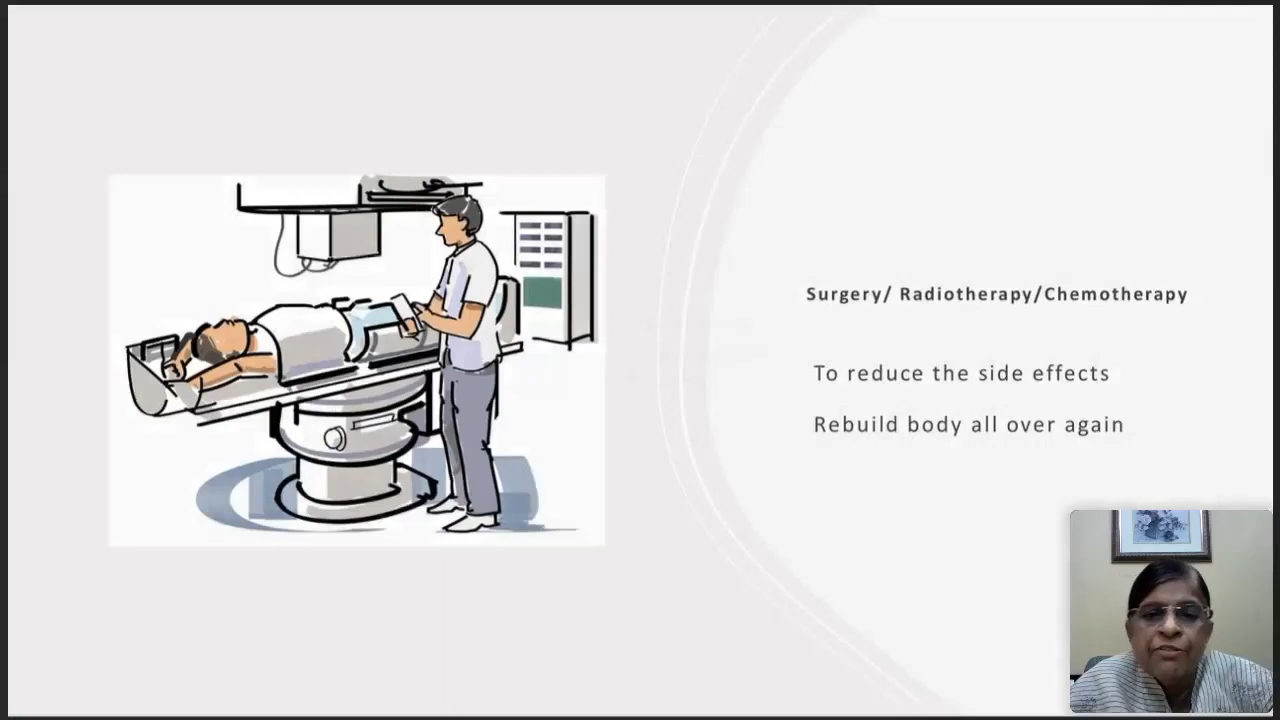 Surgery/ Radiotherapy/Chemotherapy
To reduce the side effects
Rebuild body all over again